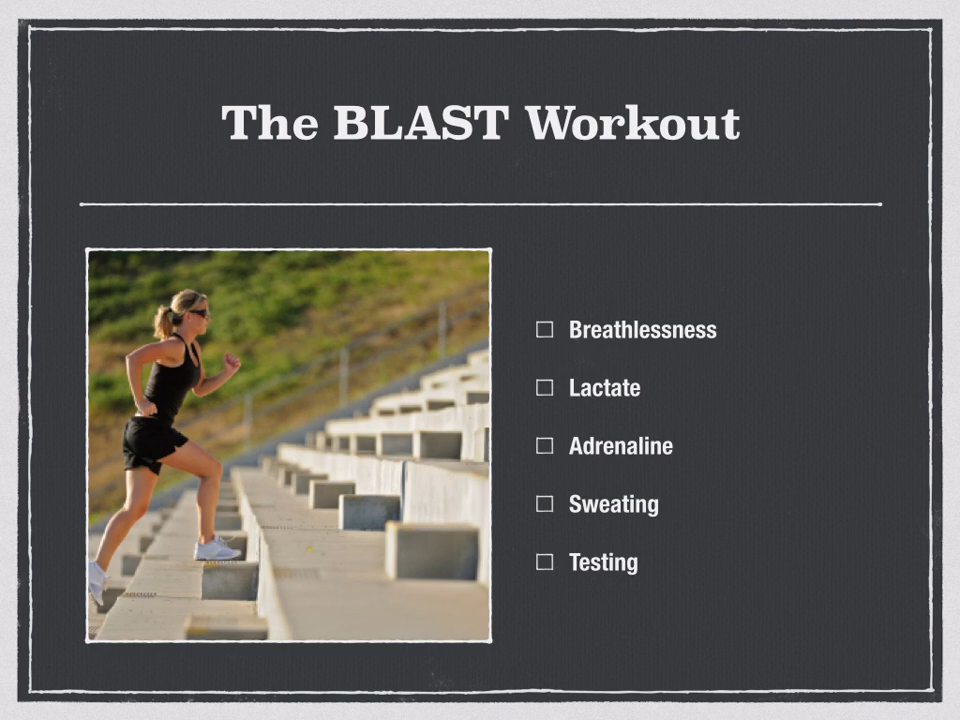 The BLAST Workout
Breathlessness
Lactate
Adrenaline
Sweating
Testing